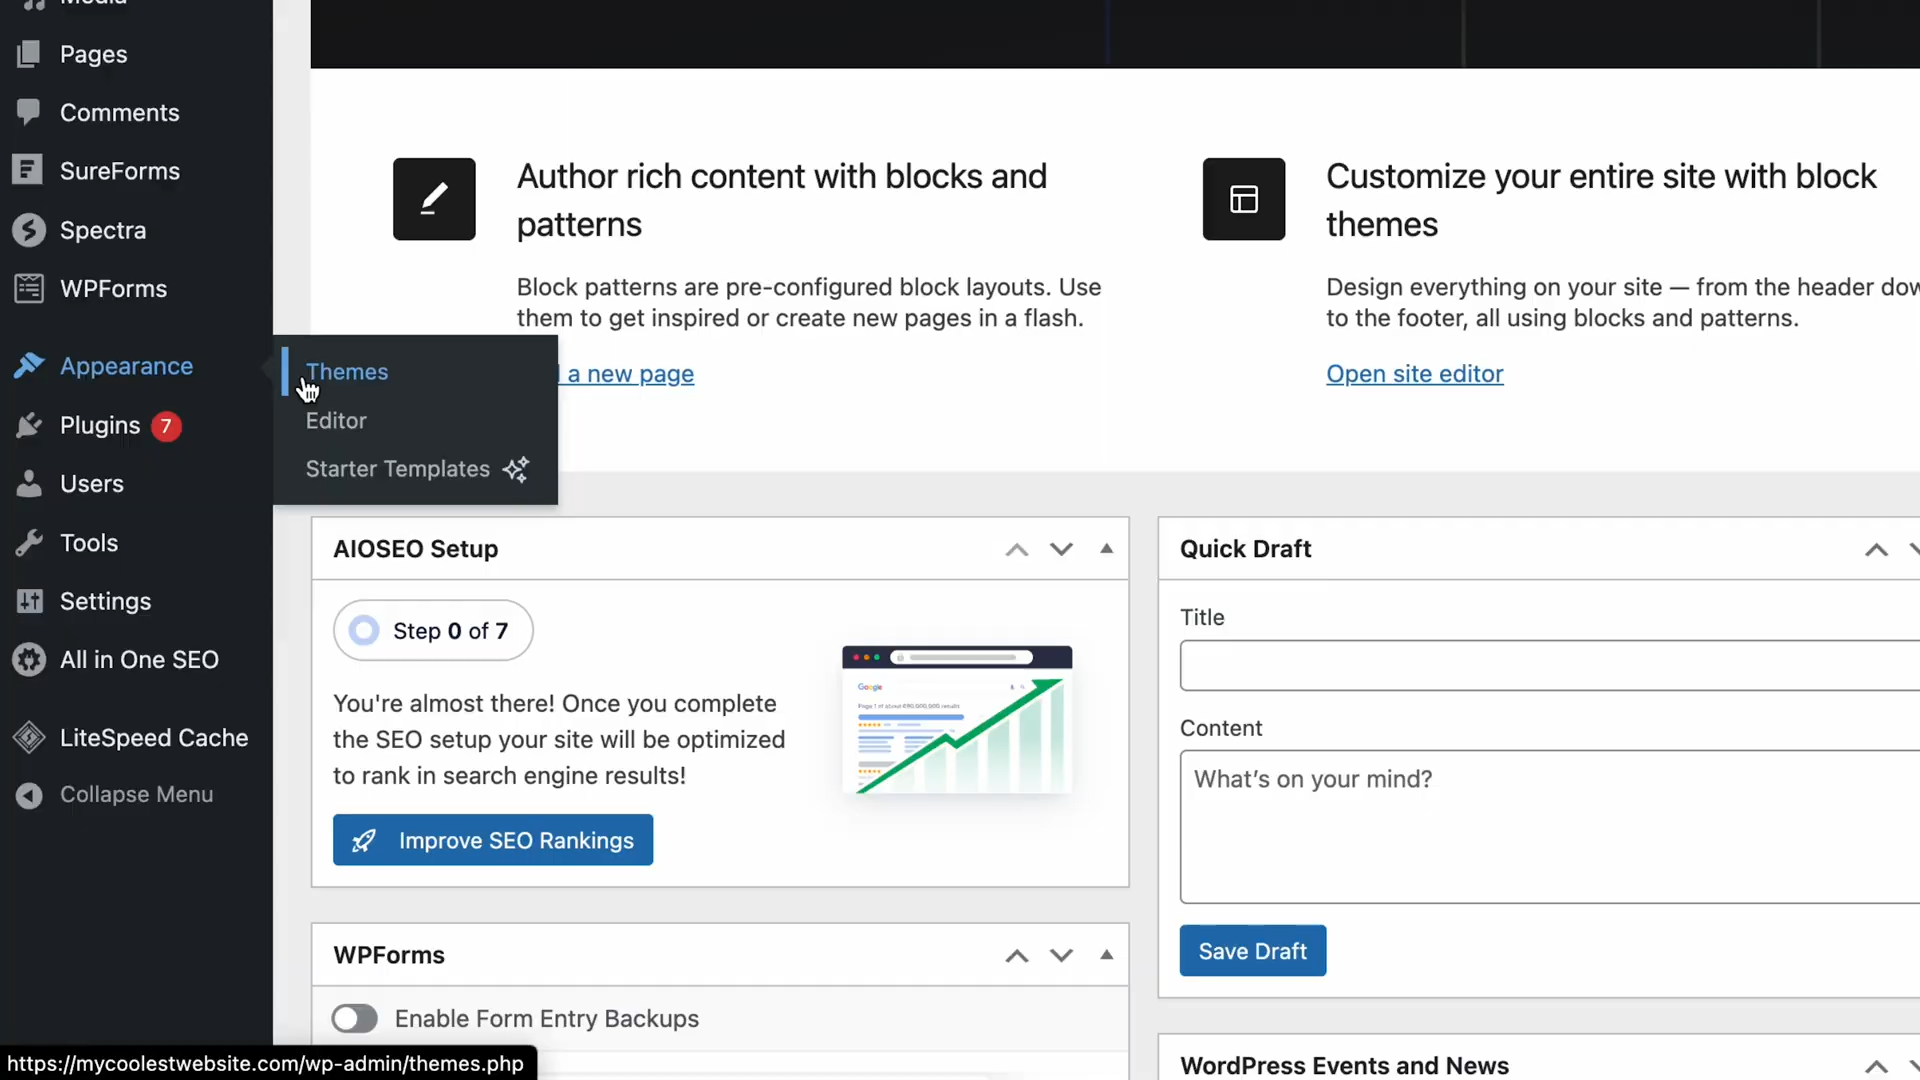 Media
Pages
Comments
SureForms
Spectra
WPForms
Appearance
Plugins 7
Users
Tools
Settings
All in One SEO
LiteSpeed Cache
Collapse Menu
Themes
Editor
Starter Templates
Author rich content with blocks and
patterns
Block patterns are pre-configured block layouts. Use
them to get inspired or create new pages in a flash.
a new page
Customize your entire site with block
themes
Design everything on your site — from the header dow
to the footer, all using blocks and patterns.
Open site editor
AIOSEO Setup
Step 0 of 7
You're almost there! Once you complete
the SEO setup your site will be optimized
to rank in search engine results!
Google
Improve SEO Rankings
WPForms
Enable Form Entry Backups
Quick Draft
Title
Content
What's on your mind?
Save Draft
WordPress Events and News
https://mycoolestwebsite.com/wp-admin/themes.php